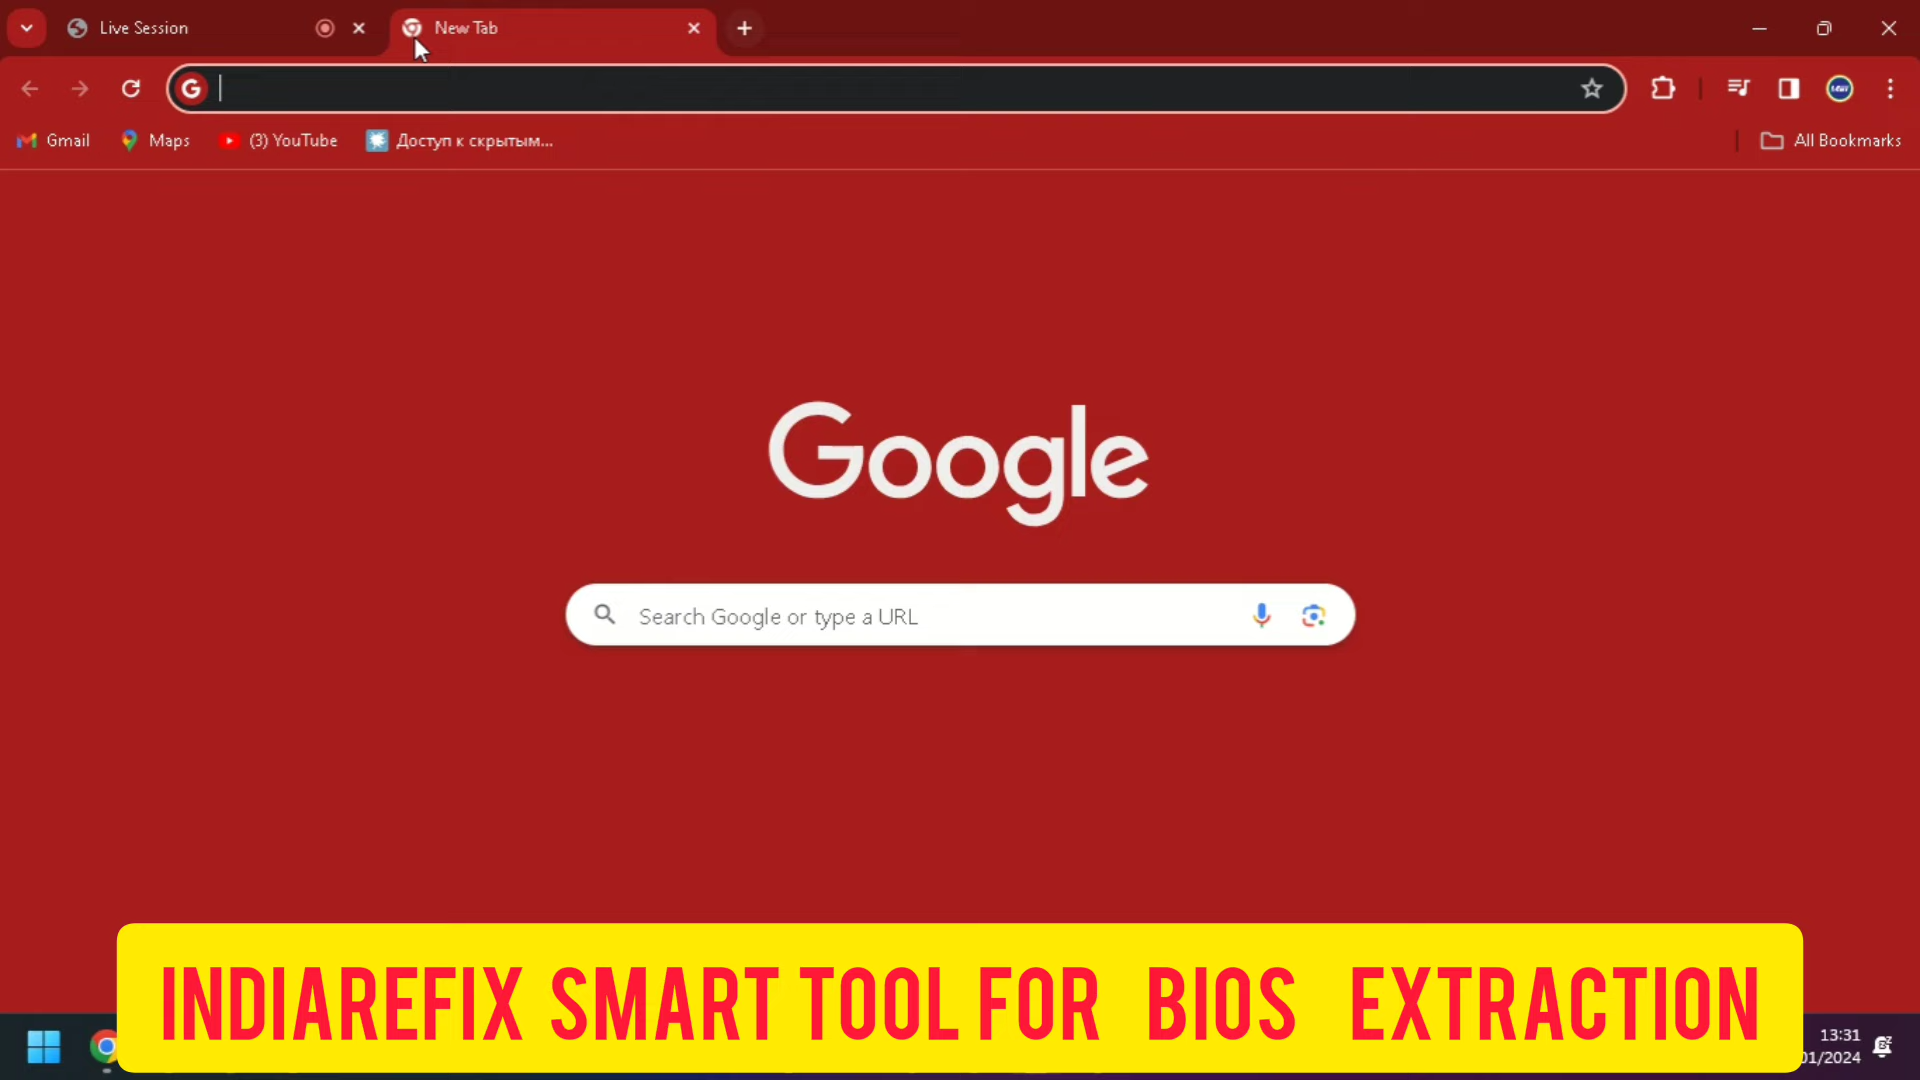 Live Session
New Tab
Gmail
Maps
(3) YouTube
Доступ к скрытым...
All Bookmarks
Google
Search Google or type a URL
INDIAREFIX SMART TOOL FOR BIOS EXTRACTION
13:31
01/2024